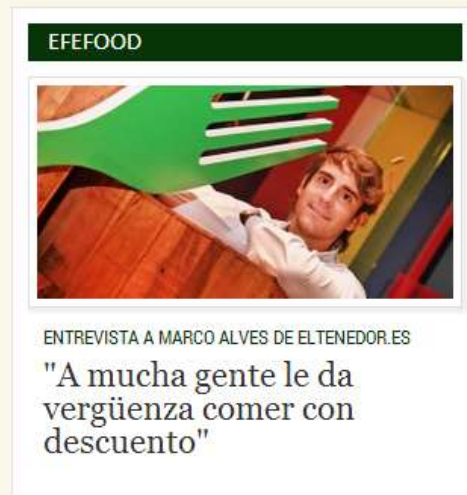 EFEFOOD
ENTREVISTA A MARCO ALVES DE ELTENEDOR.ES
"A mucha gente le da
vergüenza comer con
descuento"